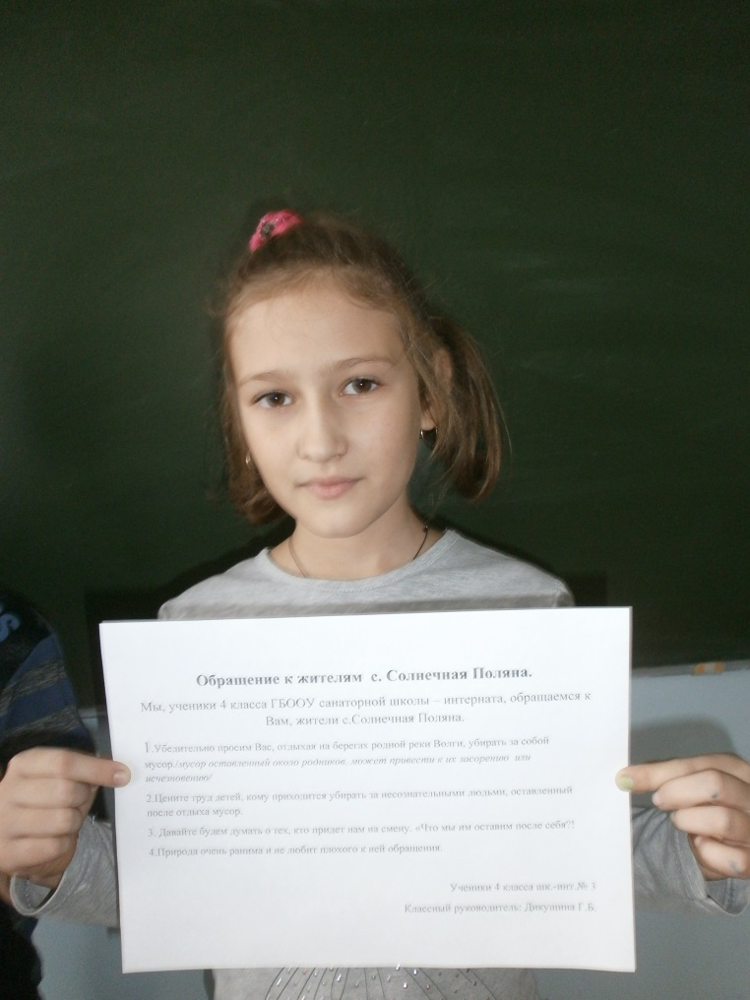 Обращение к жителям с. Солнечная Поляна.
Мы, ученики 4 класса ГБООУ санаторной школы – интерната, обращаемся к
Вам, жители с.Солнечная Поляна.
1.Убедительно просим Вас, отдыхая на берегах родной реки Волги, убирать за собой
мусор./мусор оставленный около родников, может привести к их засорению или
исчезновению/
2.Цените труд детей, кому приходится убирать за несознательными людьми, оставленный
после отдыха мусор.
3. Давайте будем думать о тех, кто придет нам на смену. «Что мы им оставим после себя"!
4.Природа очень ранима и не любит плохого к ней обращения.
Ученики 4 класса шк.-инт.№ 3
Классный руководитель: Дикушина Г.В.